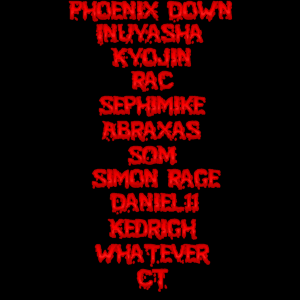 PHOENIX DOWN
INUYASHA
KYOJIN
RAC
SEPHIMIKE
ABRAXAS
SOM
SIMON RAGE
DANIEL11
KEDRIGH
WHATEVER
CT